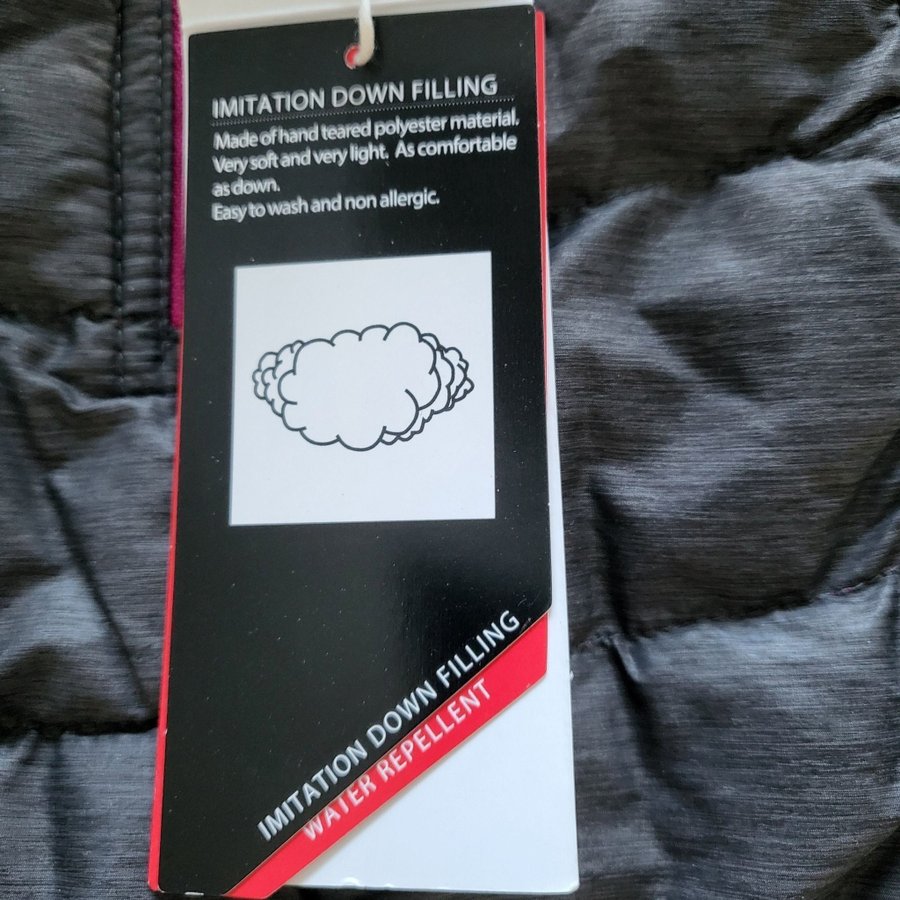 IMITATION DOWN FILLING
Made of hand teared polyester material.
Very soft and very light. As comfortable
as down.
Easy to wash and non allergic.
IMITATION DOWN FILLING
WATER REPELLENT